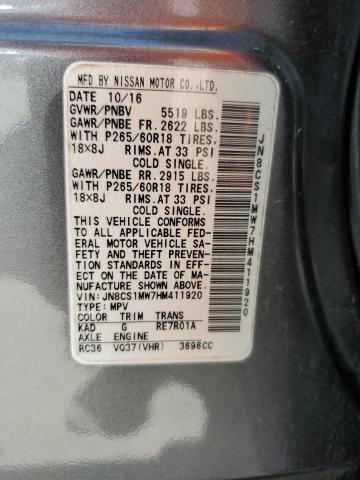 MFD BY NISSAN MOTOR CO.,LTD.
DATE 10/16
GVWR/PNBV 5519 LBS.
GAWR/PNBE FR. 2622 LBS.
WITH P265/60R18 TIRES,
18×8J RIMS.AT 33 PSI
COLD SINGLE.
GAWR/PNBE RR. 2915 LBS.
WITH P265/60R18 TIRES,
18×8J RIMS.AT 33 PSI
COLD SINGLE.
THIS VEHICLE CONFORMS
TO ALL APPLICABLE FED-
ERAL MOTOR VEHICLE SA-
FETY AND THEFT PREVEN-
TION STANDARDS IN EFF-
ECT ON THE DATE OF MA-
NUFACTURE SHOWN ABOVE.
VIN:JN8CS1MW7HM411920
TYPE: MPV
COLOR TRIM TRANS
KAD G RE7R01A
AXLE ENGINE
RC36 VQ37(VHR) 3696CC
JN8CS1MW7HM411920